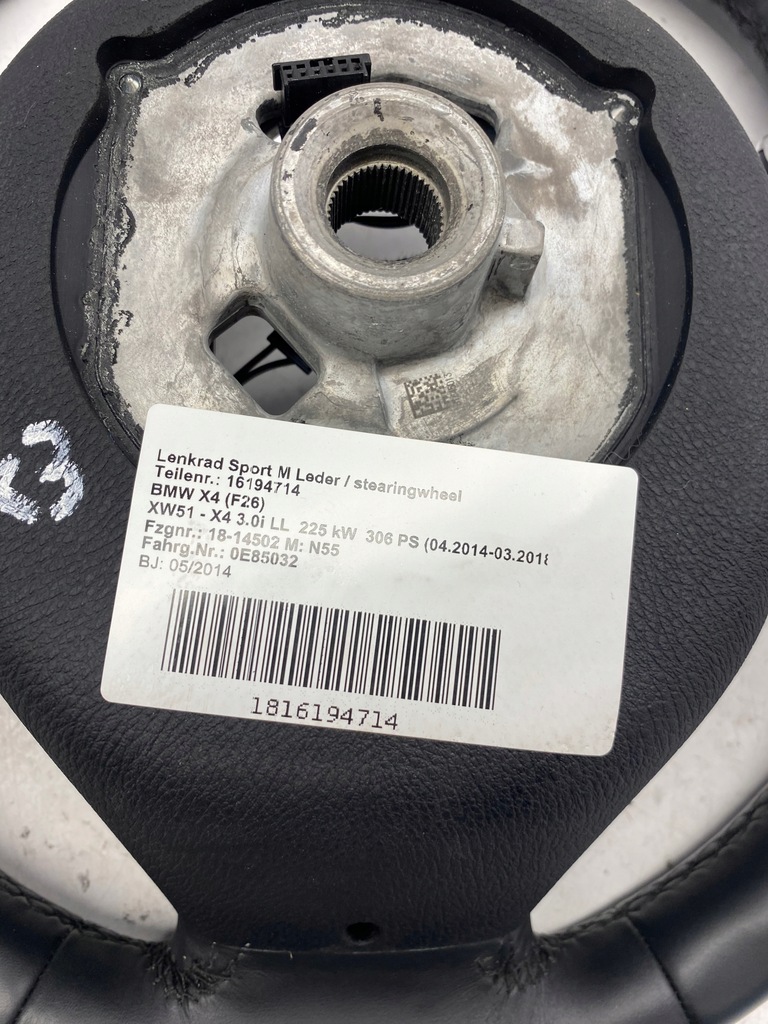 Lenkrad Sport M Leder / stearingwheel
Teilenr.: 16194714
BMW X4 (F26)
XW51 - X4 3.0i LL 225 kW 306 PS (04.2014-03.2018
Fzgnr.: 18-14502 M: N55
Fahrg.Nr.: 0E85032
BJ: 05/2014
1816194714